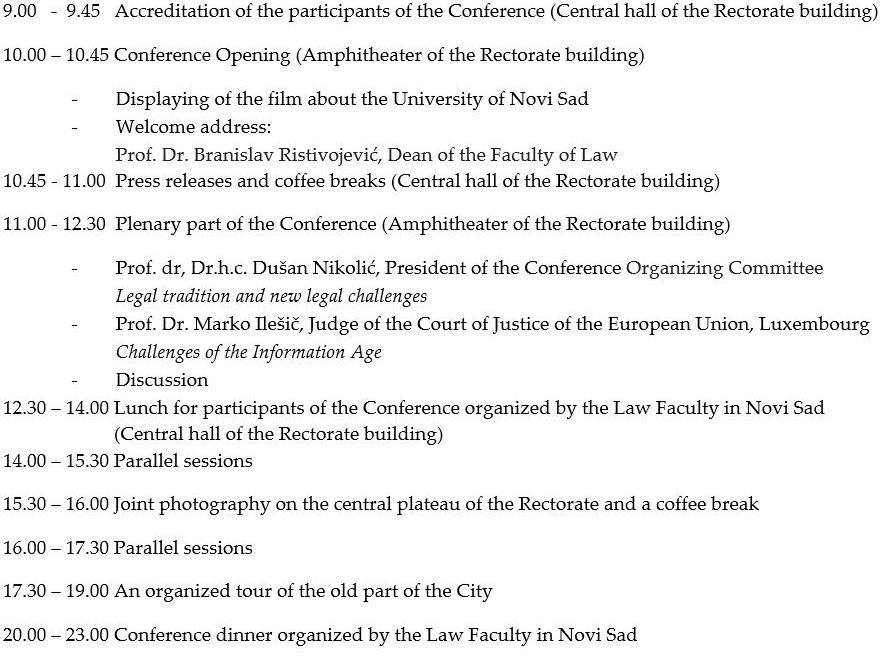 9.00 - 9.45 Accreditation of the participants of the Conference (Central hall of the Rectorate building)
10.00 – 10.45 Conference Opening (Amphitheater of the Rectorate building)
- Displaying of the film about the University of Novi Sad
- Welcome address:
Prof. Dr. Branislav Ristivojević, Dean of the Faculty of Law
10.45 - 11.00 Press releases and coffee breaks (Central hall of the Rectorate building)
11.00 - 12.30 Plenary part of the Conference (Amphitheater of the Rectorate building)
- Prof. dr, Dr.h.c. Dušan Nikolić, President of the Conference Organizing Committee
Legal tradition and new legal challenges
- Prof. Dr. Marko Ilešič, Judge of the Court of Justice of the European Union, Luxembourg
Challenges of the Information Age
- Discussion
12.30 – 14.00 Lunch for participants of the Conference organized by the Law Faculty in Novi Sad
(Central hall of the Rectorate building)
14.00 – 15.30 Parallel sessions
15.30 – 16.00 Joint photography on the central plateau of the Rectorate and a coffee break
16.00 – 17.30 Parallel sessions
17.30 – 19.00 An organized tour of the old part of the City
20.00 – 23.00 Conference dinner organized by the Law Faculty in Novi Sad